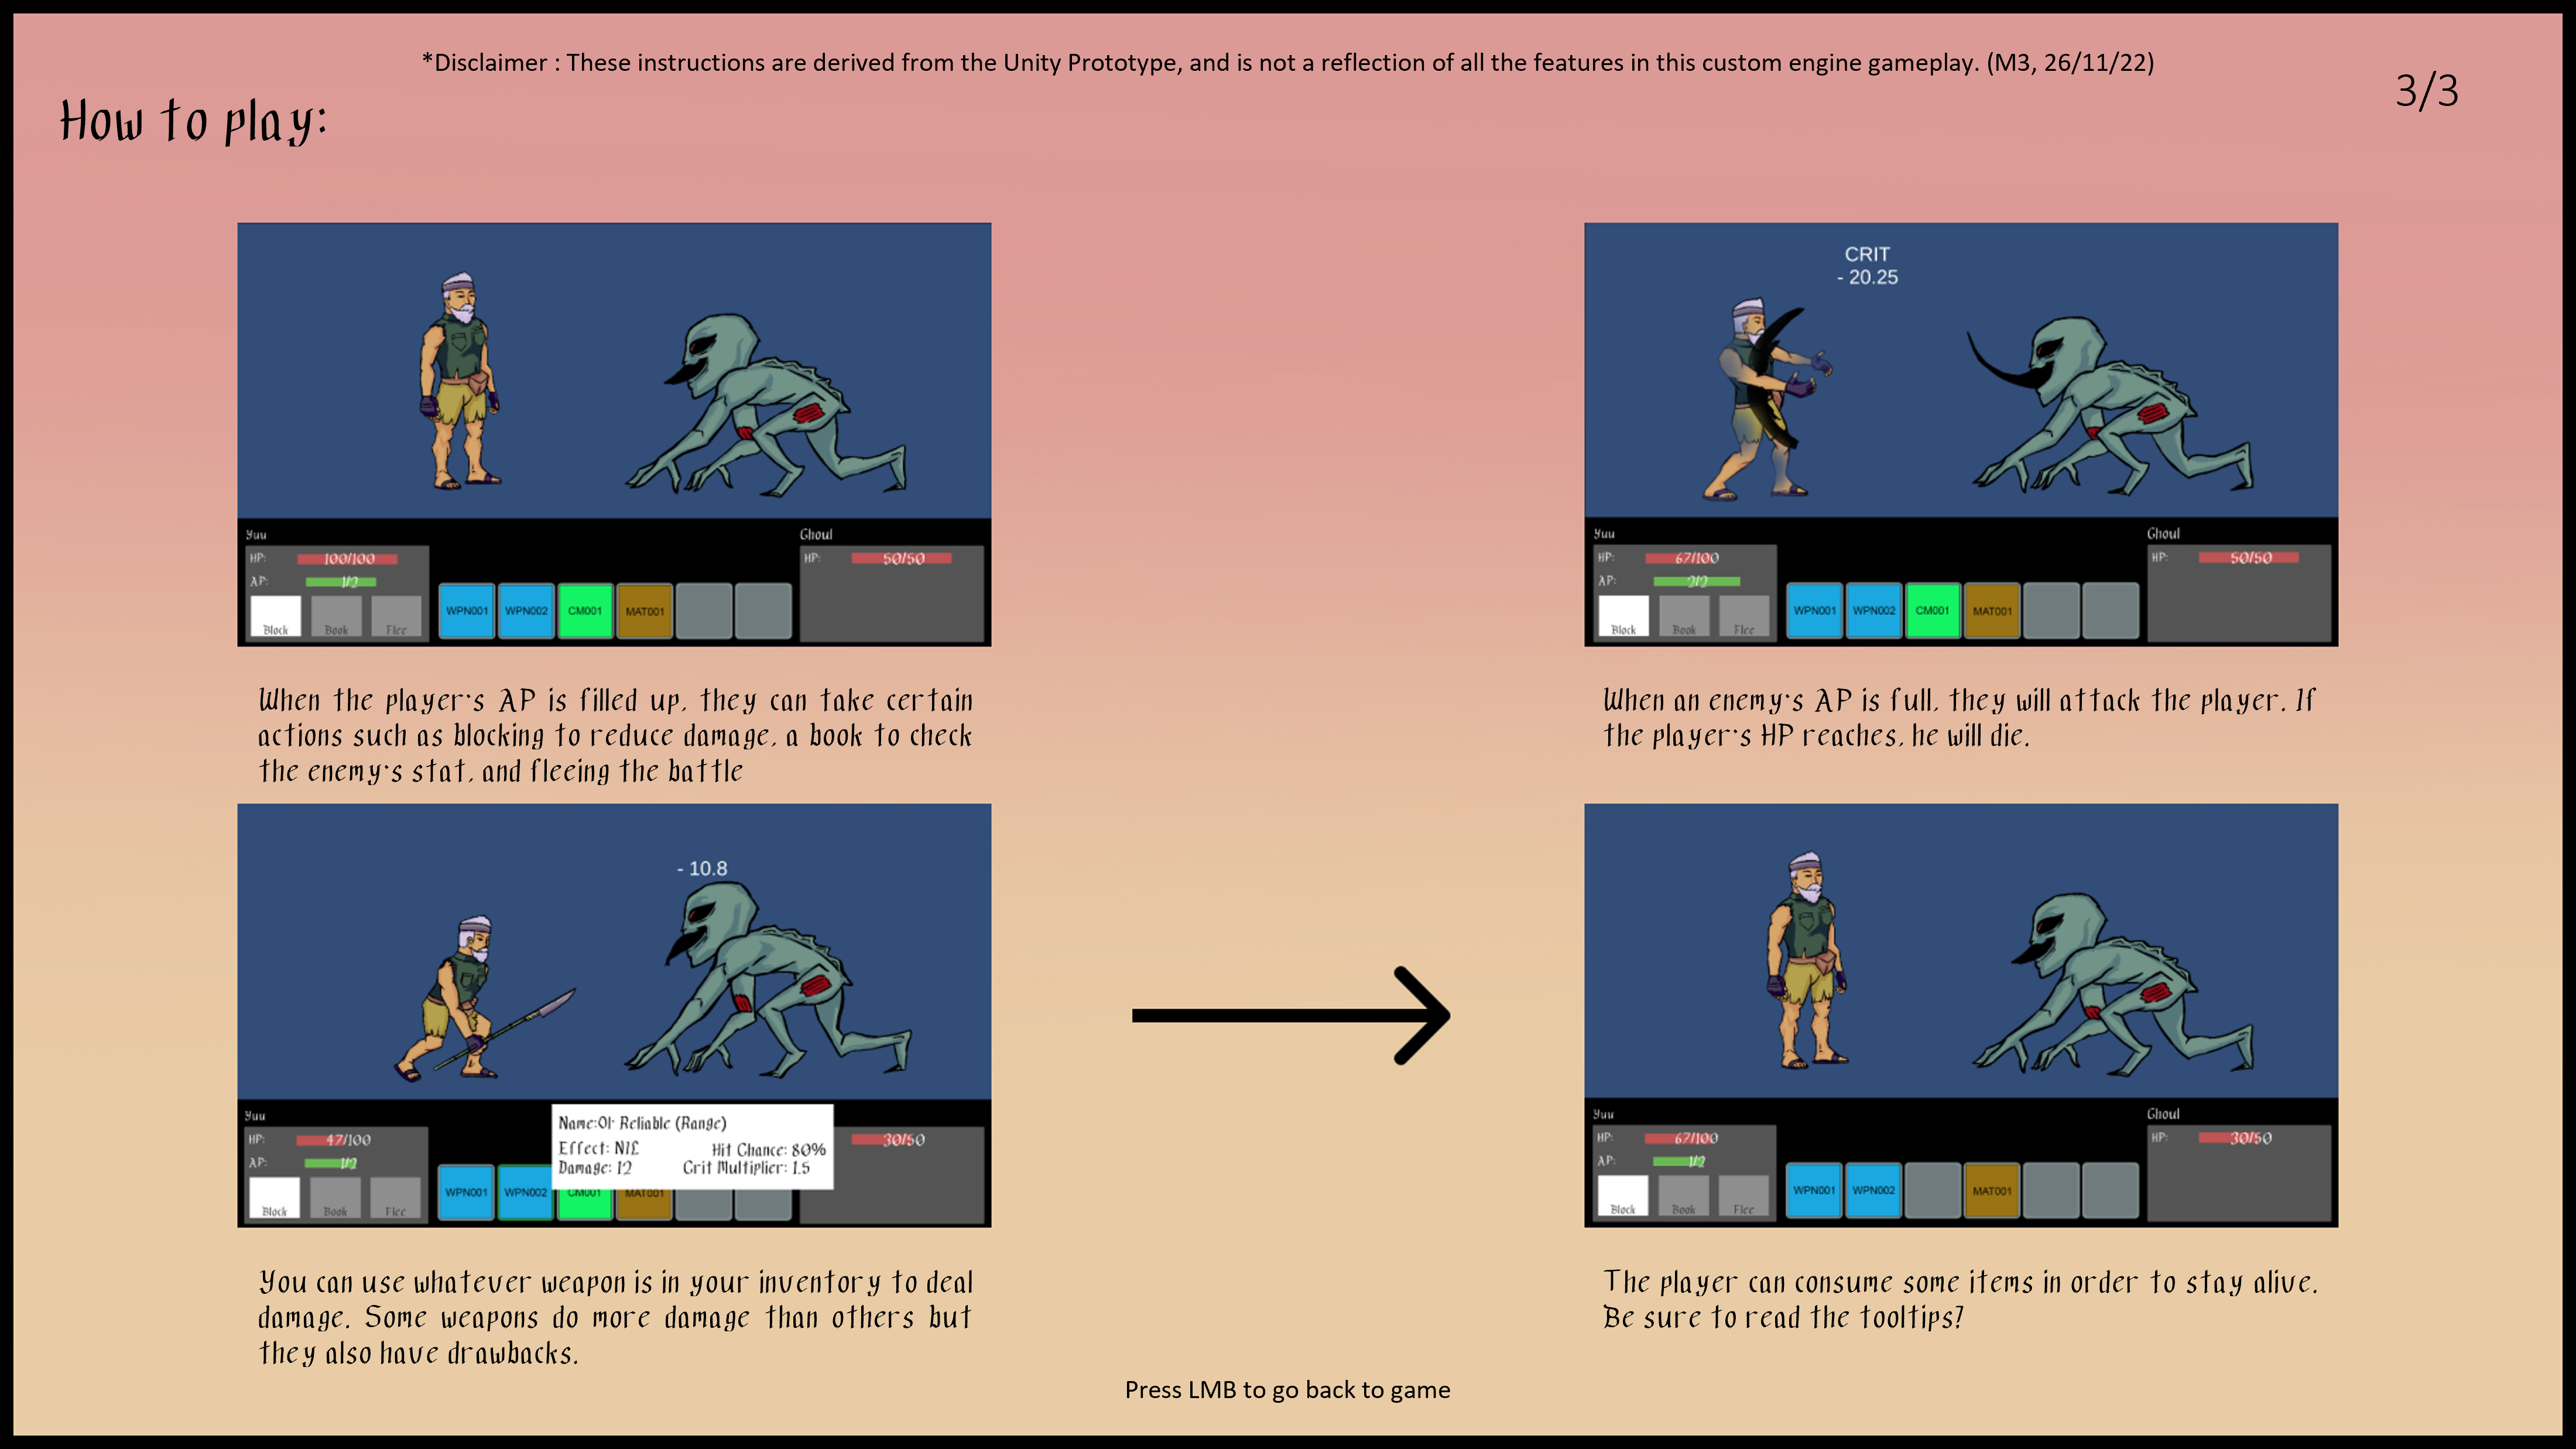 *Disclaimer : These instructions are derived from the Unity Prototype, and is not a reflection of all the features in this custom engine gameplay. (M3, 26/11/22)
3/3
How to play:
Yuu
HP: 100/100
AP: 1/2
Block Book Flee
WPN001 WPN002 CM001 MAT001
Ghoul
HP: 50/50
When the player's AP is filled up, they can take certain
actions such as blocking to reduce damage, a book to check
the enemy's stat, and fleeing the battle
CRIT
- 20.25
Yuu
HP: 67/100
AP: 2/2
Block Book Flee
WPN001 WPN002 CM001 MAT001
Ghoul
HP: 50/50
When an enemy's AP is full, they will attack the player. If
the player's HP reaches, he will die.
- 10.8
Yuu
HP: 47/100
AP: 1/2
Block Book Flee
Name:Ol' Reliable (Range)
Effect: NIL Hit Chance: 80%
Damage: 12 Crit Multiplier: 1.5
WPN001 WPN002 CM001 MAT001
30/50
You can use whatever weapon is in your inventory to deal
damage. Some weapons do more damage than others but
they also have drawbacks.
Yuu
HP: 67/100
AP: 1/2
Block Book Flee
WPN001 WPN002 MAT001
Ghoul
HP: 30/50
The player can consume some items in order to stay alive.
Be sure to read the tooltips?
Press LMB to go back to game